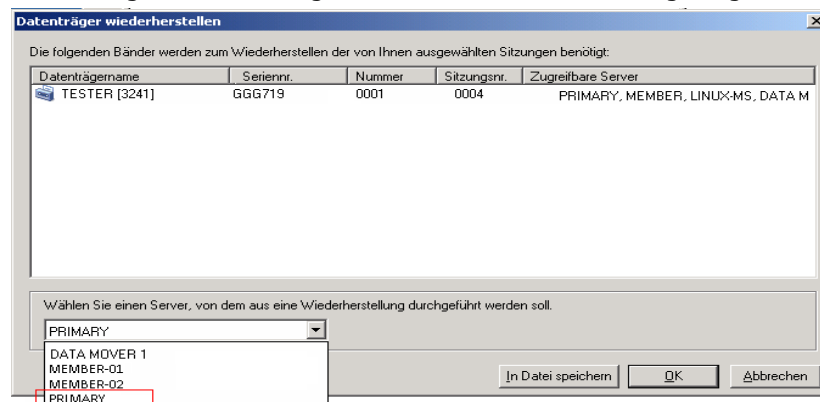 Datenträger wiederherstellen
Die folgenden Bänder werden zum Wiederherstellen der von Ihnen ausgewählten Sitzungen benötigt:
Datenträgername Seriennr. Nummer Sitzungsnr. Zugreifbare Server
TESTER [3241] GGG719 0001 0004 PRIMARY, MEMBER, LINUX-MS, DATA M
Wählen Sie einen Server, von dem aus eine Wiederherstellung durchgeführt werden soll.
PRIMARY
DATA MOVER 1
MEMBER-01
MEMBER-02
PRIMARY
In Datei speichern OK Abbrechen